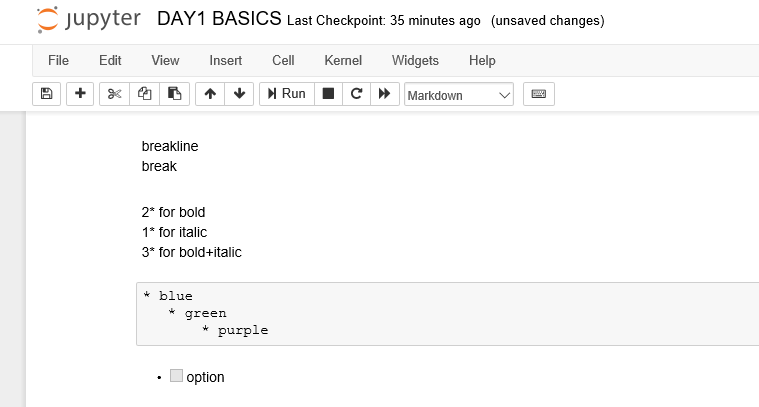 jupyter DAY1 BASICS Last Checkpoint: 35 minutes ago (unsaved changes)
File Edit View Insert Cell Kernel Widgets Help
Run Markdown
breakline
break
2* for bold
1* for italic
3* for bold+italic
* blue
* green
* purple
• option